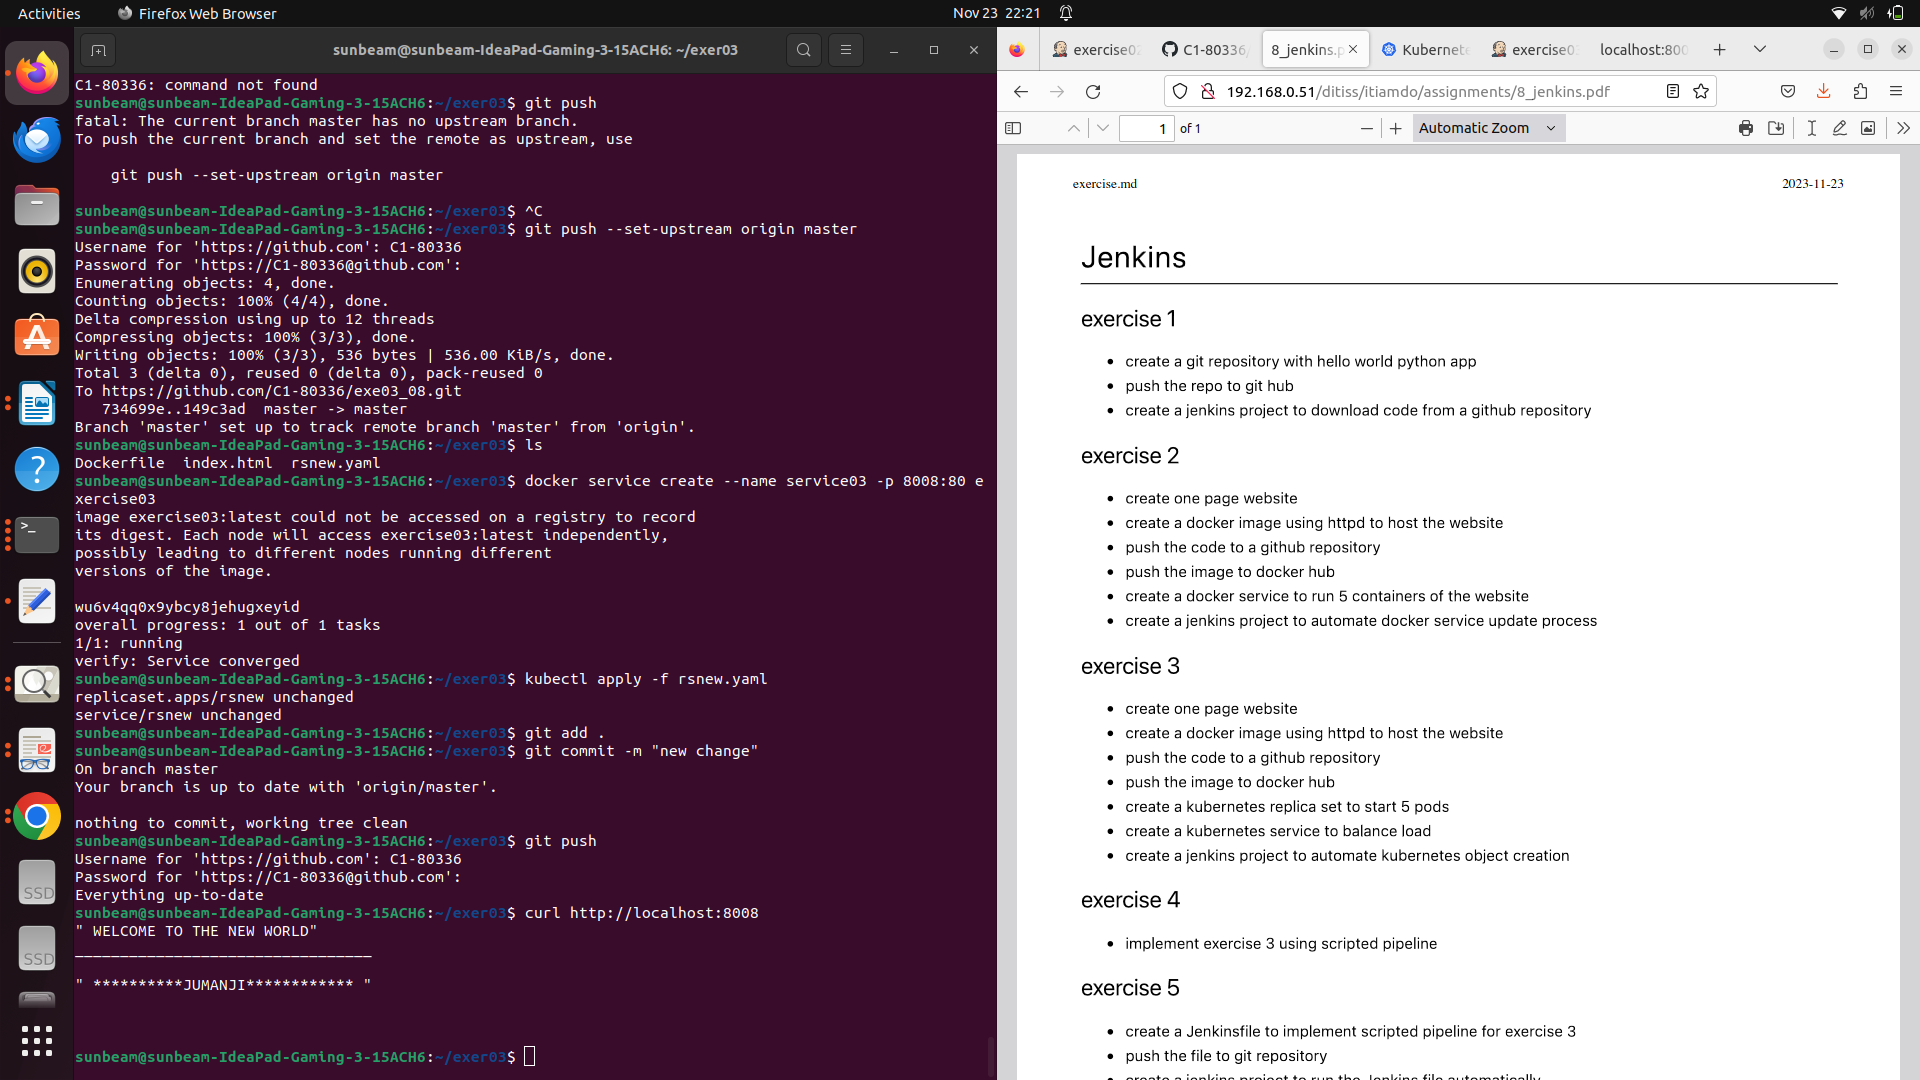 Activities
Firefox Web Browser
Nov 23 22:21
sunbeam@sunbeam-IdeaPad-Gaming-3-15ACH6: ~/exer03
C1-80336: command not found
sunbeam@sunbeam-IdeaPad-Gaming-3-15ACH6:~/exer03$ git push
fatal: The current branch master has no upstream branch.
To push the current branch and set the remote as upstream, use
git push --set-upstream origin master
sunbeam@sunbeam-IdeaPad-Gaming-3-15ACH6:~/exer03$ ^C
sunbeam@sunbeam-IdeaPad-Gaming-3-15ACH6:~/exer03$ git push --set-upstream origin master
Username for 'https://github.com': C1-80336
Password for 'https://C1-80336@github.com':
Enumerating objects: 4, done.
Counting objects: 100% (4/4), done.
Delta compression using up to 12 threads
Compressing objects: 100% (3/3), done.
Writing objects: 100% (3/3), 536 bytes | 536.00 KiB/s, done.
Total 3 (delta 0), reused 0 (delta 0), pack-reused 0
To https://github.com/C1-80336/exe03_08.git
734699e..149c3ad  master -> master
Branch 'master' set up to track remote branch 'master' from 'origin'.
sunbeam@sunbeam-IdeaPad-Gaming-3-15ACH6:~/exer03$ ls
Dockerfile  index.html  rsnew.yaml
sunbeam@sunbeam-IdeaPad-Gaming-3-15ACH6:~/exer03$ docker service create --name service03 -p 8008:80 e
xercise03
image exercise03:latest could not be accessed on a registry to record
its digest. Each node will access exercise03:latest independently,
possibly leading to different nodes running different
versions of the image.
wu6v4qq0x9ybcy8jehugxeyid
overall progress: 1 out of 1 tasks
1/1: running
verify: Service converged
sunbeam@sunbeam-IdeaPad-Gaming-3-15ACH6:~/exer03$ kubectl apply -f rsnew.yaml
replicaset.apps/rsnew unchanged
service/rsnew unchanged
sunbeam@sunbeam-IdeaPad-Gaming-3-15ACH6:~/exer03$ git add .
sunbeam@sunbeam-IdeaPad-Gaming-3-15ACH6:~/exer03$ git commit -m "new change"
On branch master
Your branch is up to date with 'origin/master'.
nothing to commit, working tree clean
sunbeam@sunbeam-IdeaPad-Gaming-3-15ACH6:~/exer03$ git push
Username for 'https://github.com': C1-80336
Password for 'https://C1-80336@github.com':
Everything up-to-date
sunbeam@sunbeam-IdeaPad-Gaming-3-15ACH6:~/exer03$ curl http://localhost:8008
" WELCOME TO THE NEW WORLD"
_________________________________
" **********JUMANJI************ "
sunbeam@sunbeam-IdeaPad-Gaming-3-15ACH6:~/exer03$
SSD
SSD
exercise02
C1-80336/
8_jenkins.p
Kubernete
exercise03
localhost:800
192.168.0.51/ditiss/itiamdo/assignments/8_jenkins.pdf
1 of 1
Automatic Zoom
exercise.md
2023-11-23
Jenkins
exercise 1
• create a git repository with hello world python app
• push the repo to git hub
• create a jenkins project to download code from a github repository
exercise 2
• create one page website
• create a docker image using httpd to host the website
• push the code to a github repository
• push the image to docker hub
• create a docker service to run 5 containers of the website
• create a jenkins project to automate docker service update process
exercise 3
• create one page website
• create a docker image using httpd to host the website
• push the code to a github repository
• push the image to docker hub
• create a kubernetes replica set to start 5 pods
• create a kubernetes service to balance load
• create a jenkins project to automate kubernetes object creation
exercise 4
• implement exercise 3 using scripted pipeline
exercise 5
• create a Jenkinsfile to implement scripted pipeline for exercise 3
• push the file to git repository
• create a jenkins project to run the Jenkins file automatically